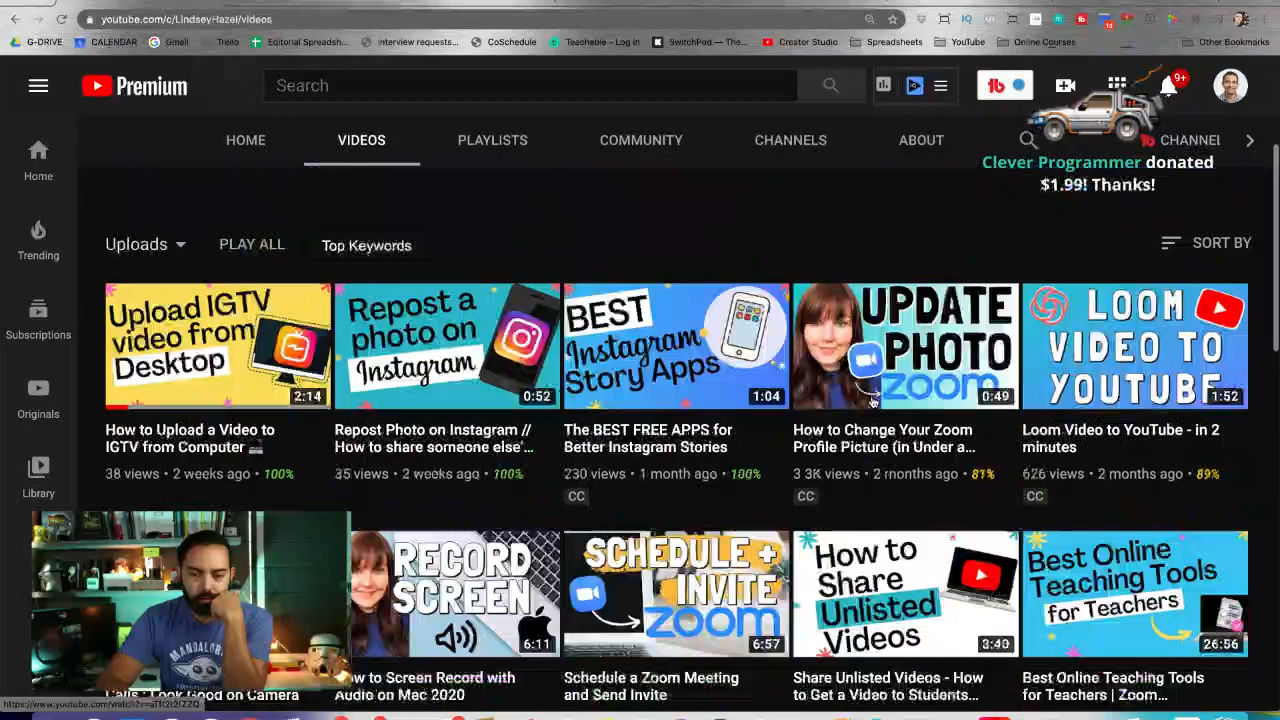 youtube.com/c/LindseyHazel/videos
G-DRIVE
CALENDAR
Gmail
Trello
Editorial Spreadsh...
interview requests...
CoSchedule
Teachable - Log in
SwitchPod — The...
Creator Studio
Spreadsheets
YouTube
Online Courses
Other Bookmarks
Premium
Search
9+
HOME
VIDEOS
PLAYLISTS
COMMUNITY
CHANNELS
ABOUT
CHANNEL
Clever Programmer donated
$1.99! Thanks!
Home
Trending
Subscriptions
Originals
Library
Uploads
PLAY ALL
Top Keywords
SORT BY
Upload IGTV
video from
Desktop
2:14
Repost a
photo on
Instagram
0:52
BEST
Instagram
Story Apps
1:04
UPDATE
PHOTO
zoom
0:49
LOOM
VIDEO TO
YOUTUBE
1:52
How to Upload a Video to
IGTV from Computer
38 views • 2 weeks ago • 100%
Repost Photo on Instagram //
How to share someone else'...
35 views • 2 weeks ago • 100%
The BEST FREE APPS for
Better Instagram Stories
230 views • 1 month ago • 100%
CC
How to Change Your Zoom
Profile Picture (in Under a...
3.3K views • 2 months ago • 81%
CC
Loom Video to YouTube - in 2
minutes
626 views • 2 months ago • 89%
CC
RECORD
SCREEN
6:11
SCHEDULE +
INVITE
zoom
6:57
How to
Share
Unlisted
Videos
3:40
Best Online
Teaching Tools
for Teachers
26:56
MANDALOR
Calls : Look Good on Camera
How to Screen Record with
Audio on Mac 2020
Schedule a Zoom Meeting
and Send Invite
Share Unlisted Videos - How
to Get a Video to Students...
Best Online Teaching Tools
for Teachers | Zoom...